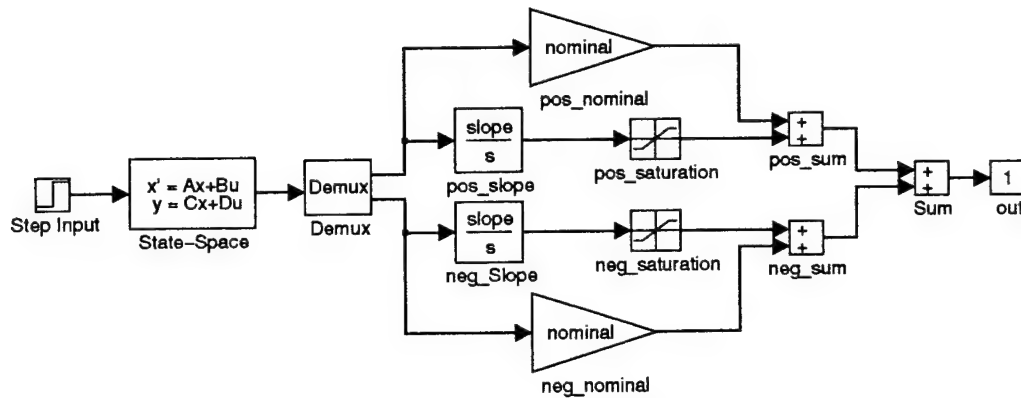 nominal
pos_nominal
slope
s
pos_slope
pos_saturation
+
+
pos_sum
Step Input
x' = Ax+Bu
y = Cx+Du
State-Space
Demux
Demux
slope
s
neg_Slope
neg_saturation
+
+
neg_sum
+
+
Sum
1
out
nominal
neg_nominal